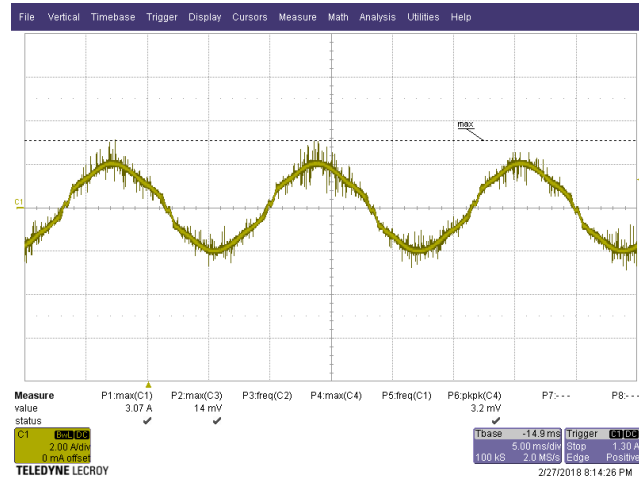 File Vertical Timebase Trigger Display Cursors Measure Math Analysis Utilities Help
max
C1
Measure P1:max(C1) P2:max(C3) P3:freq(C2) P4:max(C4) P5:freq(C1) P6:pkpk(C4) P7:--- P8:---
value 3.07 A 14 mV 3.2 mV
status
C1 BwL DC
2.00 A/div
0 mA offset
Tbase -14.9 ms
5.00 ms/div
100 kS 2.0 MS/s
Trigger C1 DC
Stop 1.30 A
Edge Positive
TELEDYNE LECROY
2/27/2018 8:14:26 PM